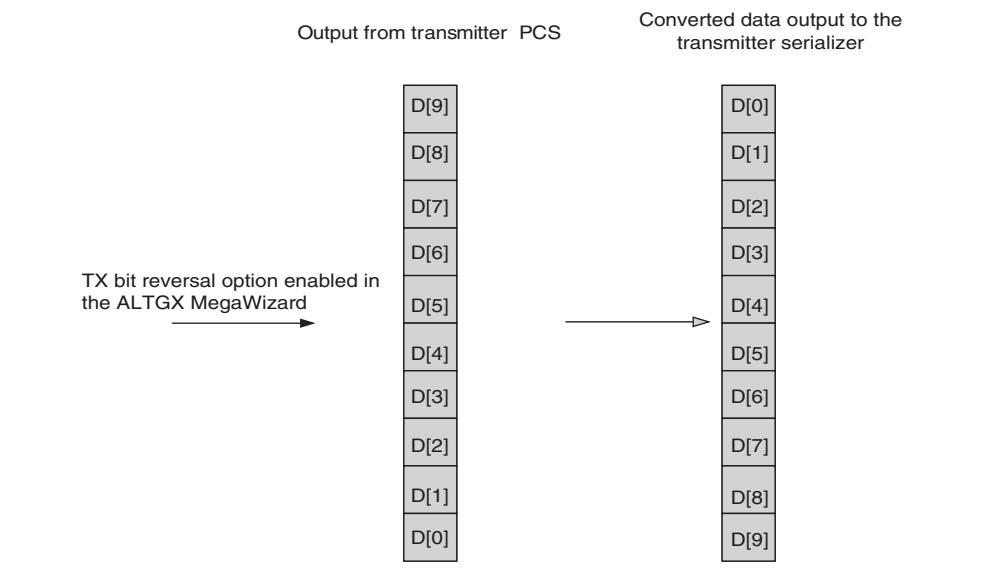 Output from transmitter PCS
Converted data output to the
transmitter serializer
TX bit reversal option enabled in
the ALTGX MegaWizard
D[9]
D[8]
D[7]
D[6]
D[5]
D[4]
D[3]
D[2]
D[1]
D[0]
D[0]
D[1]
D[2]
D[3]
D[4]
D[5]
D[6]
D[7]
D[8]
D[9]